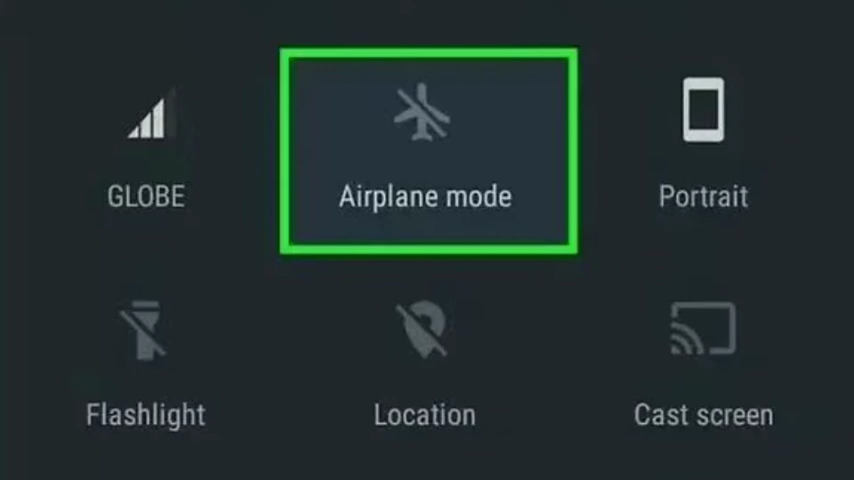 GLOBE
Airplane mode
Portrait
Flashlight
Location
Cast screen